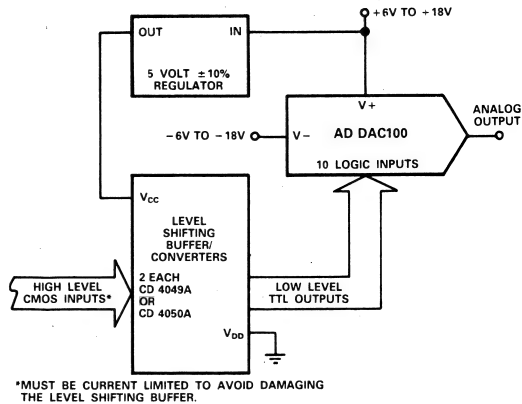 +6V TO +18V
OUT
IN
5 VOLT ±10%
REGULATOR
V+
ANALOG
OUTPUT
-6V TO -18V
V-
AD DAC100
10 LOGIC INPUTS
VCC
LEVEL
SHIFTING
BUFFER/
CONVERTERS
HIGH LEVEL
CMOS INPUTS*
2 EACH
CD 4049A
OR
CD 4050A
LOW LEVEL
TTL OUTPUTS
VDD
*MUST BE CURRENT LIMITED TO AVOID DAMAGING
THE LEVEL SHIFTING BUFFER.